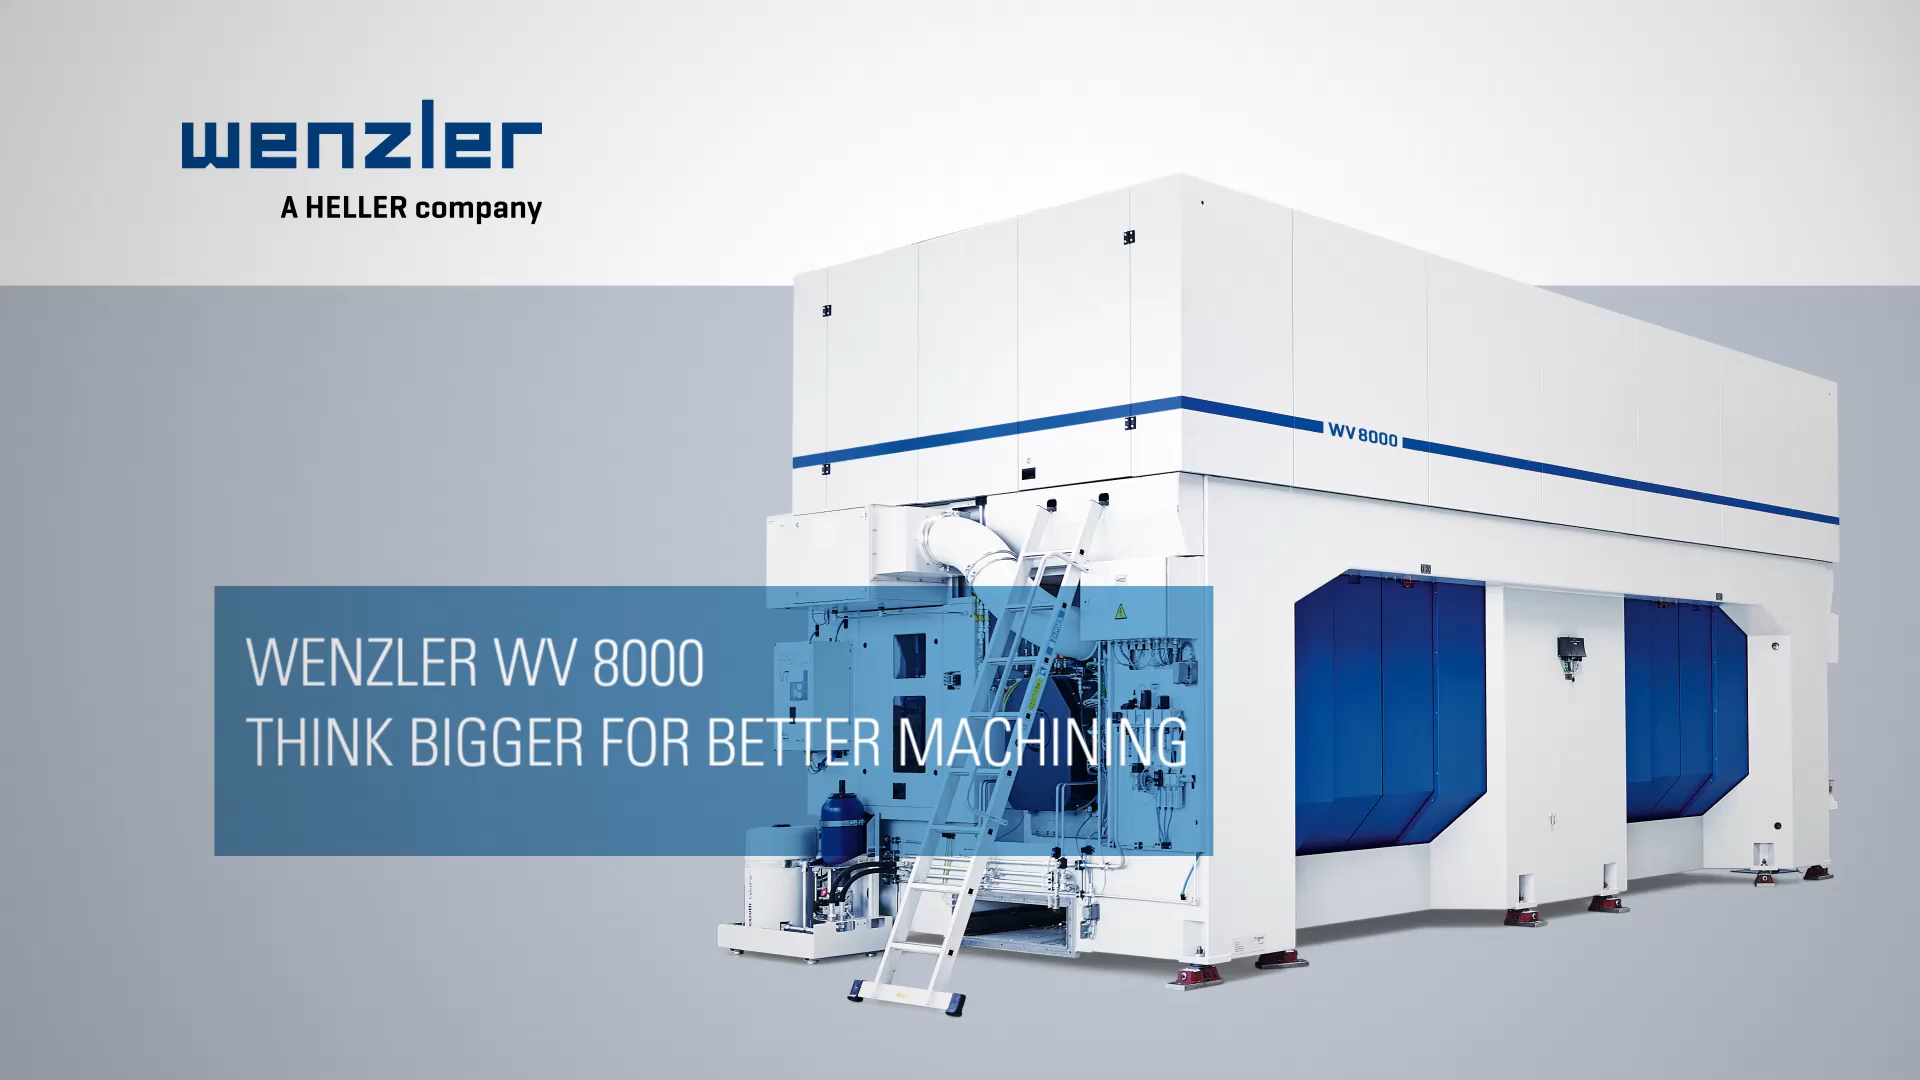 wenzler
A HELLER company
WV 8000
WENZLER WV 8000
THINK BIGGER FOR BETTER MACHINING